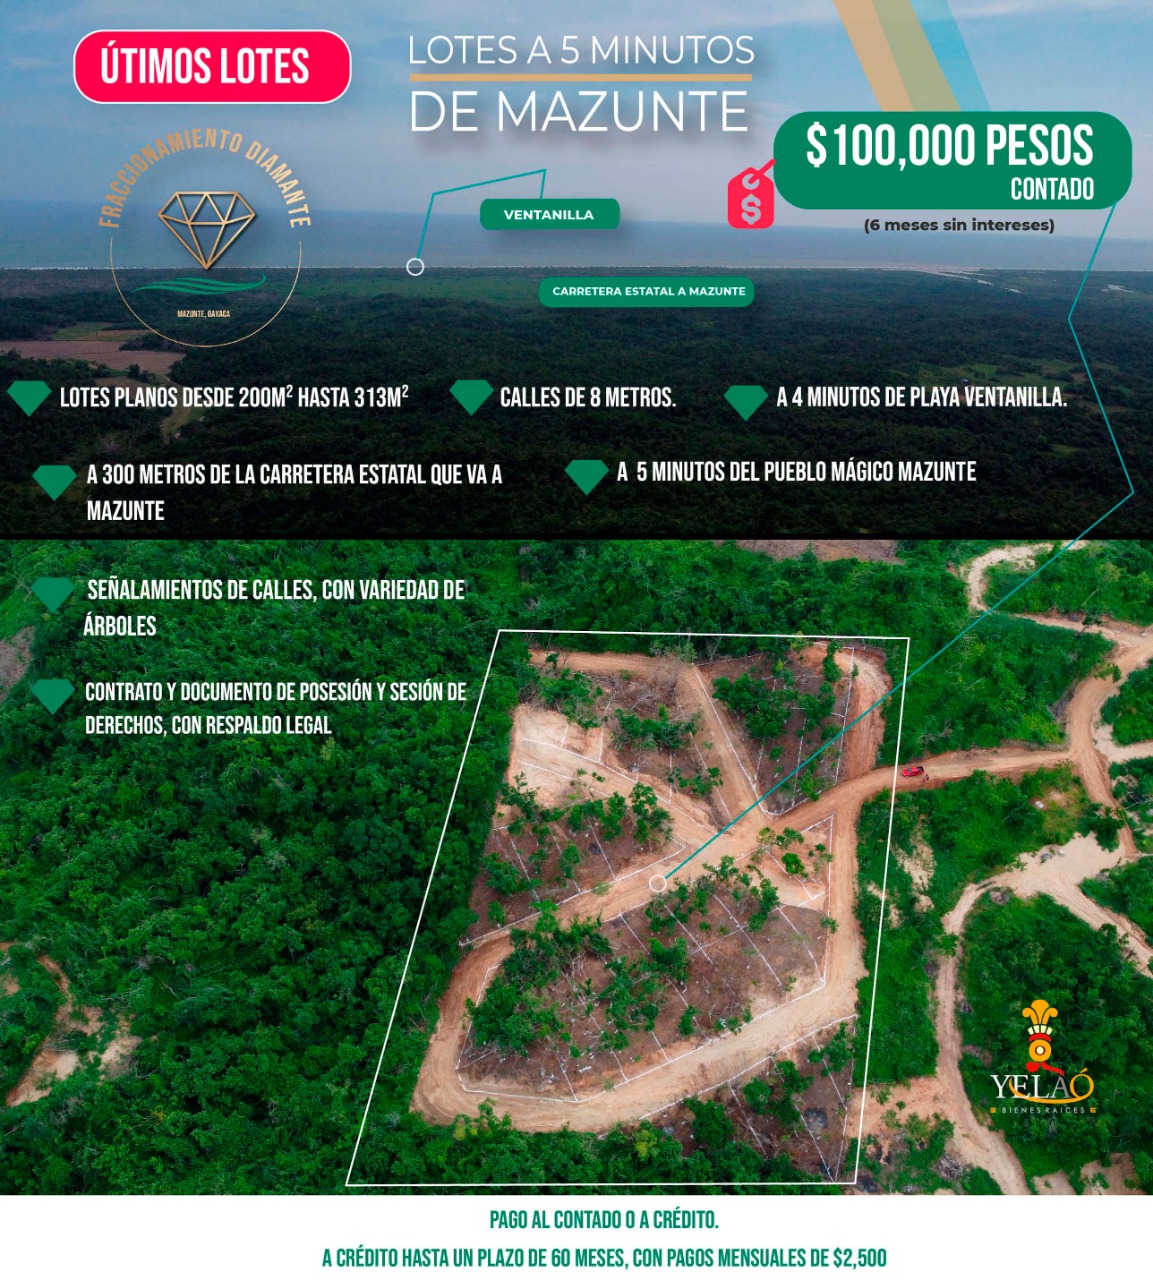 ÚTIMOS LOTES
LOTES A 5 MINUTOS
DE MAZUNTE
$100,000 PESOS
CONTADO
(6 meses sin intereses)
FRACCIONAMIENTO DIAMANTE
MAZUNTE, OAXACA
VENTANILLA
CARRETERA ESTATAL A MAZUNTE
LOTES PLANOS DESDE 200M² HASTA 313M²
CALLES DE 8 METROS.
A 4 MINUTOS DE PLAYA VENTANILLA.
A 300 METROS DE LA CARRETERA ESTATAL QUE VA A
MAZUNTE
A 5 MINUTOS DEL PUEBLO MÁGICO MAZUNTE
SEÑALAMIENTOS DE CALLES, CON VARIEDAD DE
ÁRBOLES
CONTRATO Y DOCUMENTO DE POSESIÓN Y SESIÓN DE
DERECHOS, CON RESPALDO LEGAL
YELAÓ
BIENES RAICES
PAGO AL CONTADO O A CRÉDITO.
A CRÉDITO HASTA UN PLAZO DE 60 MESES, CON PAGOS MENSUALES DE $2,500